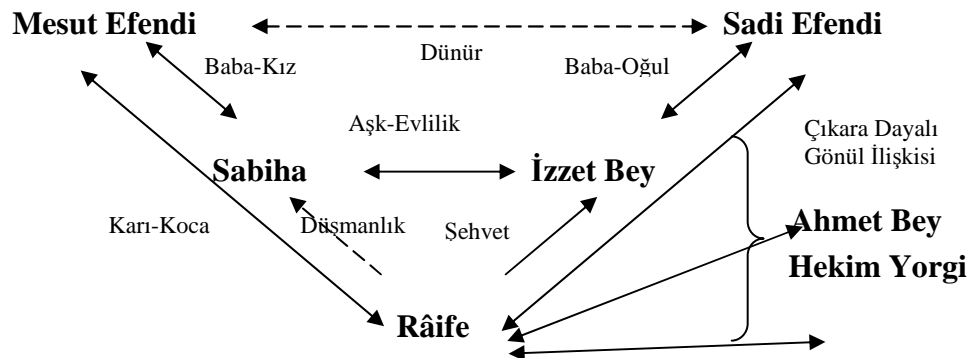 Mesut Efendi
Sadi Efendi
Dünür
Baba-Kız
Baba-Oğul
Aşk-Evlilik
Çıkara Dayalı
Gönül İlişkisi
Sabiha
İzzet Bey
Karı-Koca
Düşmanlık
Şehvet
Ahmet Bey
Hekim Yorgi
Râife